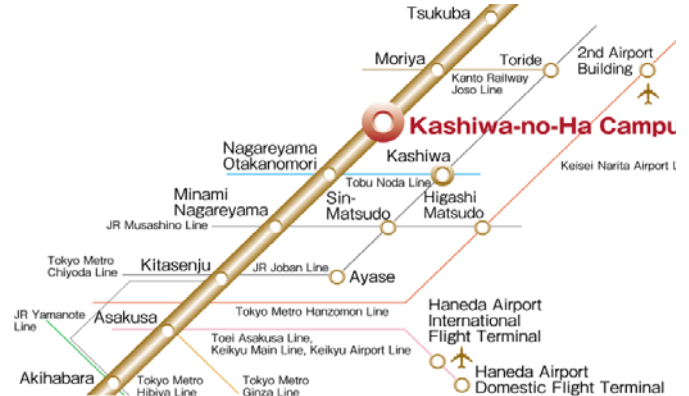 Tsukuba
Moriya
Toride
2nd Airport
Building
Kanto Railway
Joso Line
Kashiwa-no-Ha Campu
Nagareyama
Otakanomori
Kashiwa
Keisei Narita Airport L
Tobu Noda Line
Minami
Nagareyama
Sin-
Matsudo
Higashi
Matsudo
JR Musashino Line
Tokyo Metro
Chiyoda Line
Kitasenju
JR Joban Line
Ayase
Tokyo Metro Hanzomon Line
JR Yamanote
Line
Asakusa
Toei Asakusa Line,
Keikyu Main Line, Keikyu Airport Line
Haneda Airport
International
Flight Terminal
Haneda Airport
Domestic Flight Terminal
Akihabara
Tokyo Metro
Hibiya Line
Tokyo Metro
Ginza Line